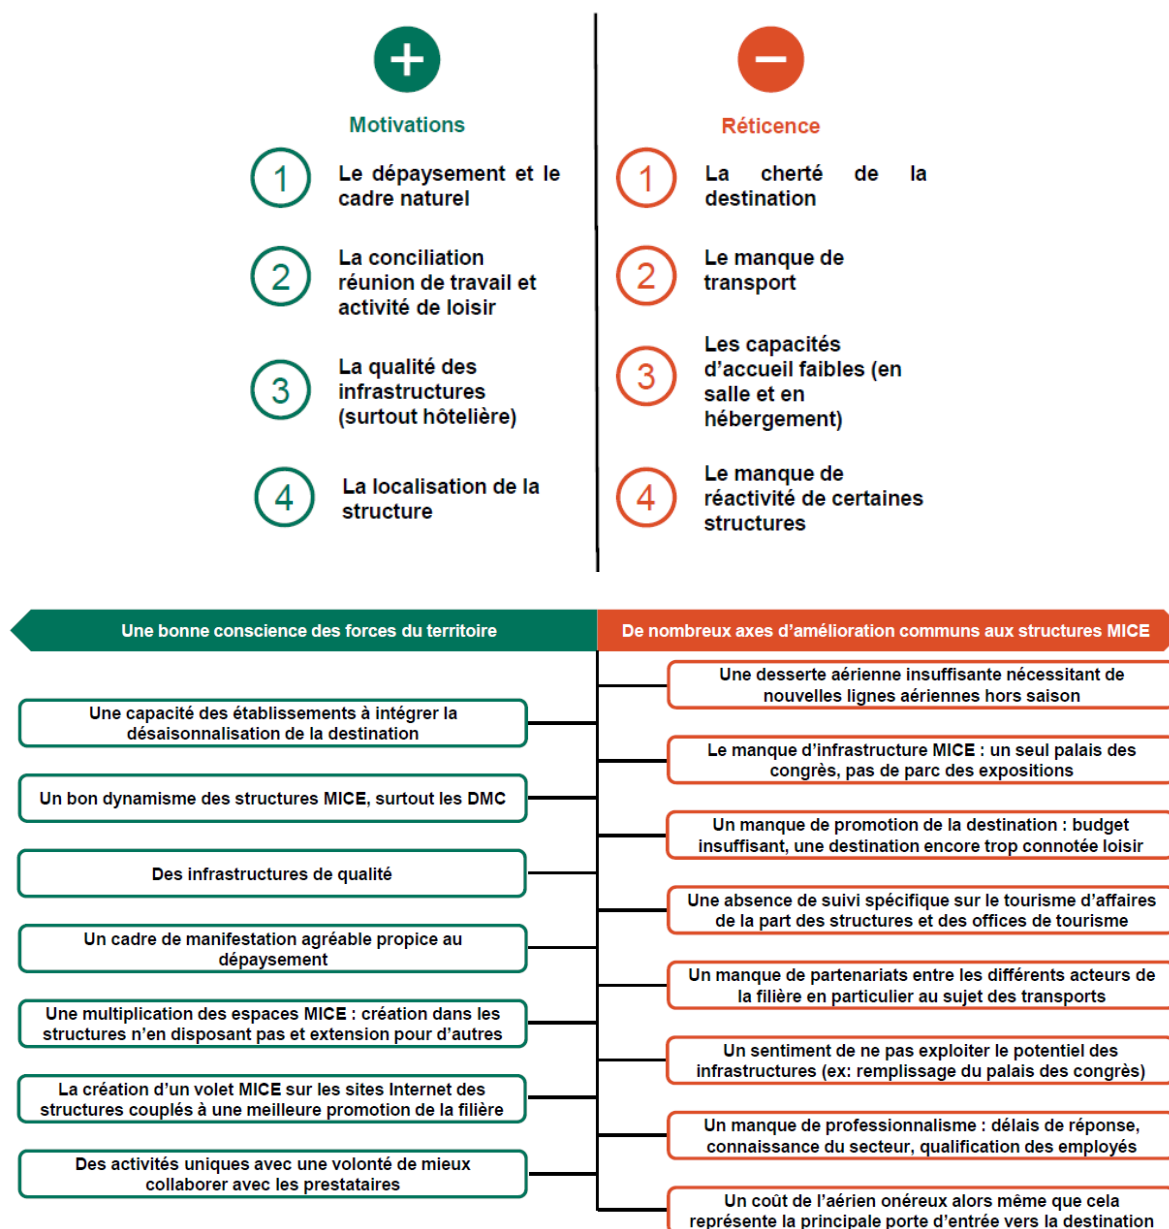 +
Motivations
1
Le dépaysement et le
cadre naturel
2
La conciliation
réunion de travail et
activité de loisir
3
La qualité des
infrastructures
(surtout hôtelière)
4
La localisation de la
structure
−
Réticence
1
La cherté de la
destination
2
Le manque de
transport
3
Les capacités
d’accueil faibles (en
salle et en
hébergement)
4
Le manque de
réactivité de certaines
structures
Une bonne conscience des forces du territoire
Une capacité des établissements à intégrer la
désaisonnalisation de la destination
Un bon dynamisme des structures MICE, surtout les DMC
Des infrastructures de qualité
Un cadre de manifestation agréable propice au
dépaysement
Une multiplication des espaces MICE : création dans les
structures n’en disposant pas et extension pour d’autres
La création d’un volet MICE sur les sites Internet des
structures couplés à une meilleure promotion de la filière
Des activités uniques avec une volonté de mieux
collaborer avec les prestataires
De nombreux axes d’amélioration communs aux structures MICE
Une desserte aérienne insuffisante nécessitant de
nouvelles lignes aériennes hors saison
Le manque d’infrastructure MICE : un seul palais des
congrès, pas de parc des expositions
Un manque de promotion de la destination : budget
insuffisant, une destination encore trop connotée loisir
Une absence de suivi spécifique sur le tourisme d’affaires
de la part des structures et des offices de tourisme
Un manque de partenariats entre les différents acteurs de
la filière en particulier au sujet des transports
Un sentiment de ne pas exploiter le potentiel des
infrastructures (ex: remplissage du palais des congrès)
Un manque de professionnalisme : délais de réponse,
connaissance du secteur, qualification des employés
Un coût de l’aérien onéreux alors même que cela
représente la principale porte d’entrée vers la destination